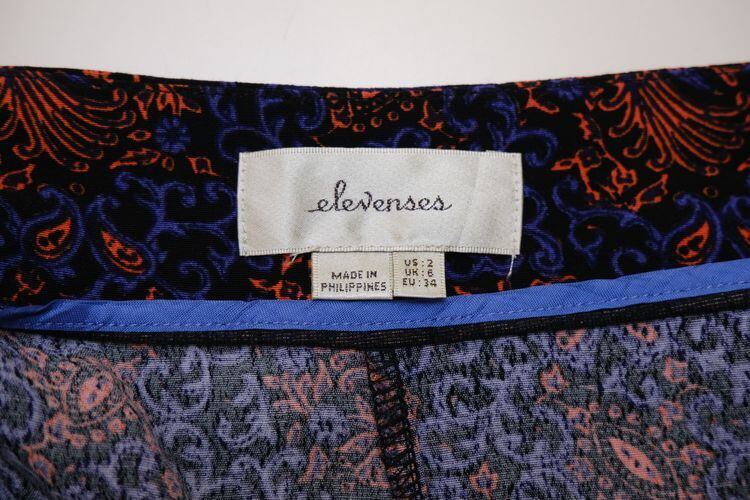 elevenses
MADE IN
PHILIPPINES
US : 2
UK : 6
EU : 34